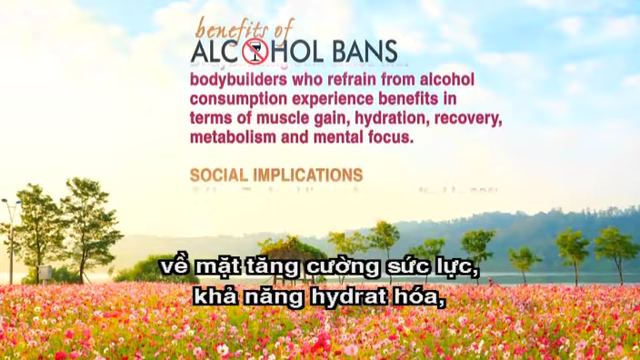 benefits of
ALCOHOL BANS
bodybuilders who refrain from alcohol
consumption experience benefits in
terms of muscle gain, hydration, recovery,
metabolism and mental focus.
SOCIAL IMPLICATIONS
về mặt tăng cường sức lực,
khả năng hydrat hóa,